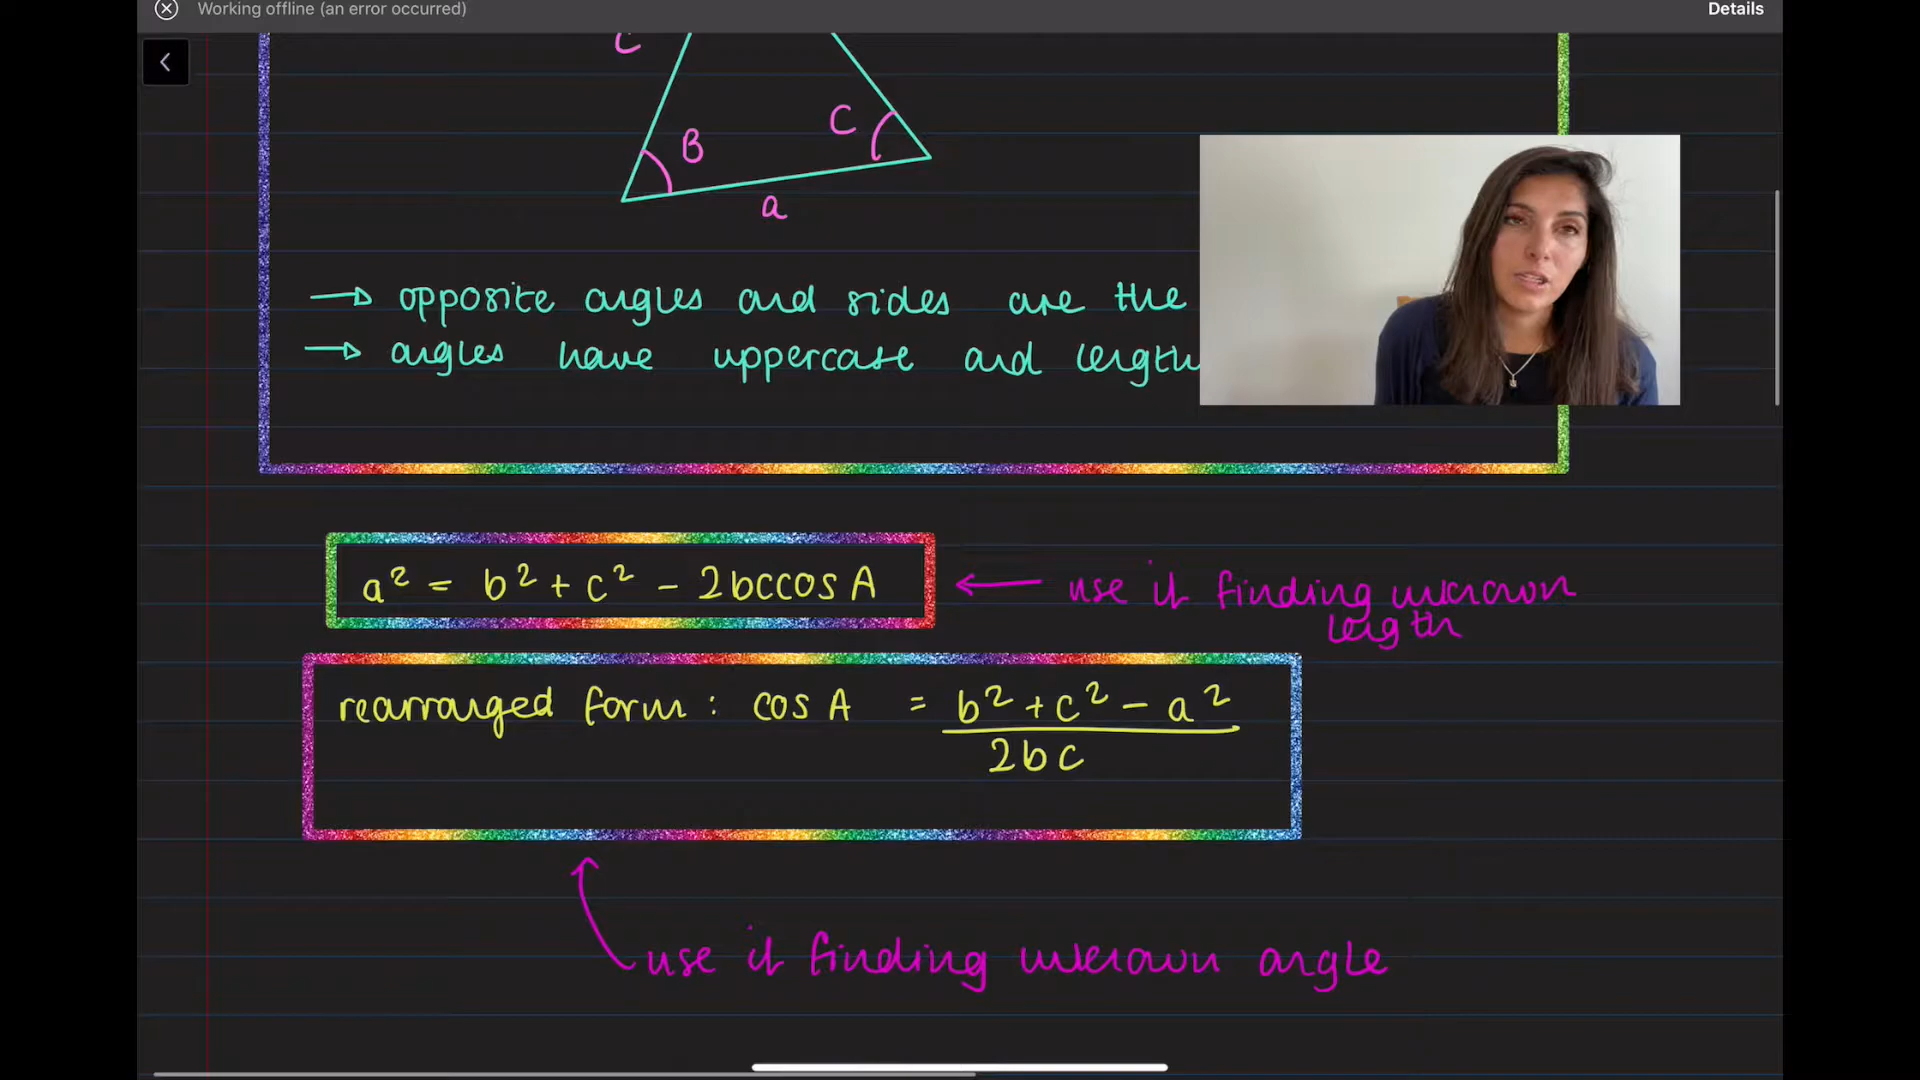 Working offline (an error occurred)
Details
c
B
C
a
→ opposite angles and sides are the
→ angles have uppercase and length
a² = b² + c² - 2bccos A
← use if finding unknown
length
rearranged form : cos A = b² + c² - a²
2bc
use if finding unknown angle